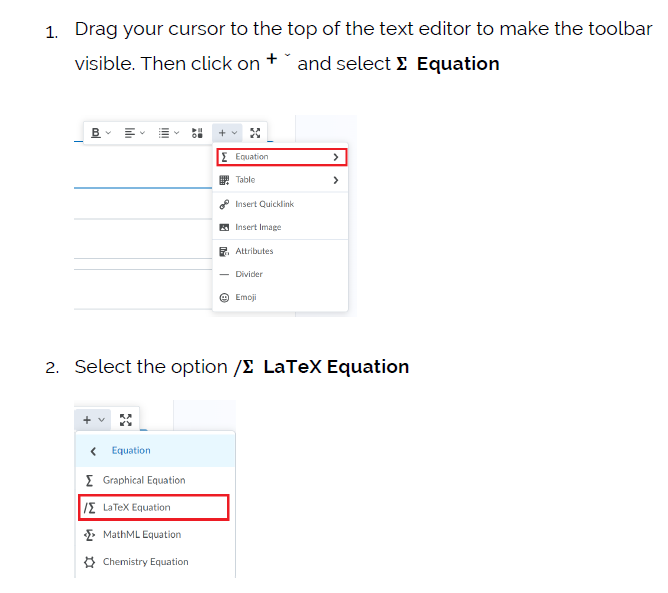 1. Drag your cursor to the top of the text editor to make the toolbar
visible. Then click on + ˇ and select Σ Equation
B
+
Σ Equation >
Table >
Insert Quicklink
Insert Image
Attributes
Divider
Emoji
2. Select the option /Σ LaTeX Equation
+
< Equation
Σ Graphical Equation
/Σ LaTeX Equation
MathML Equation
Chemistry Equation